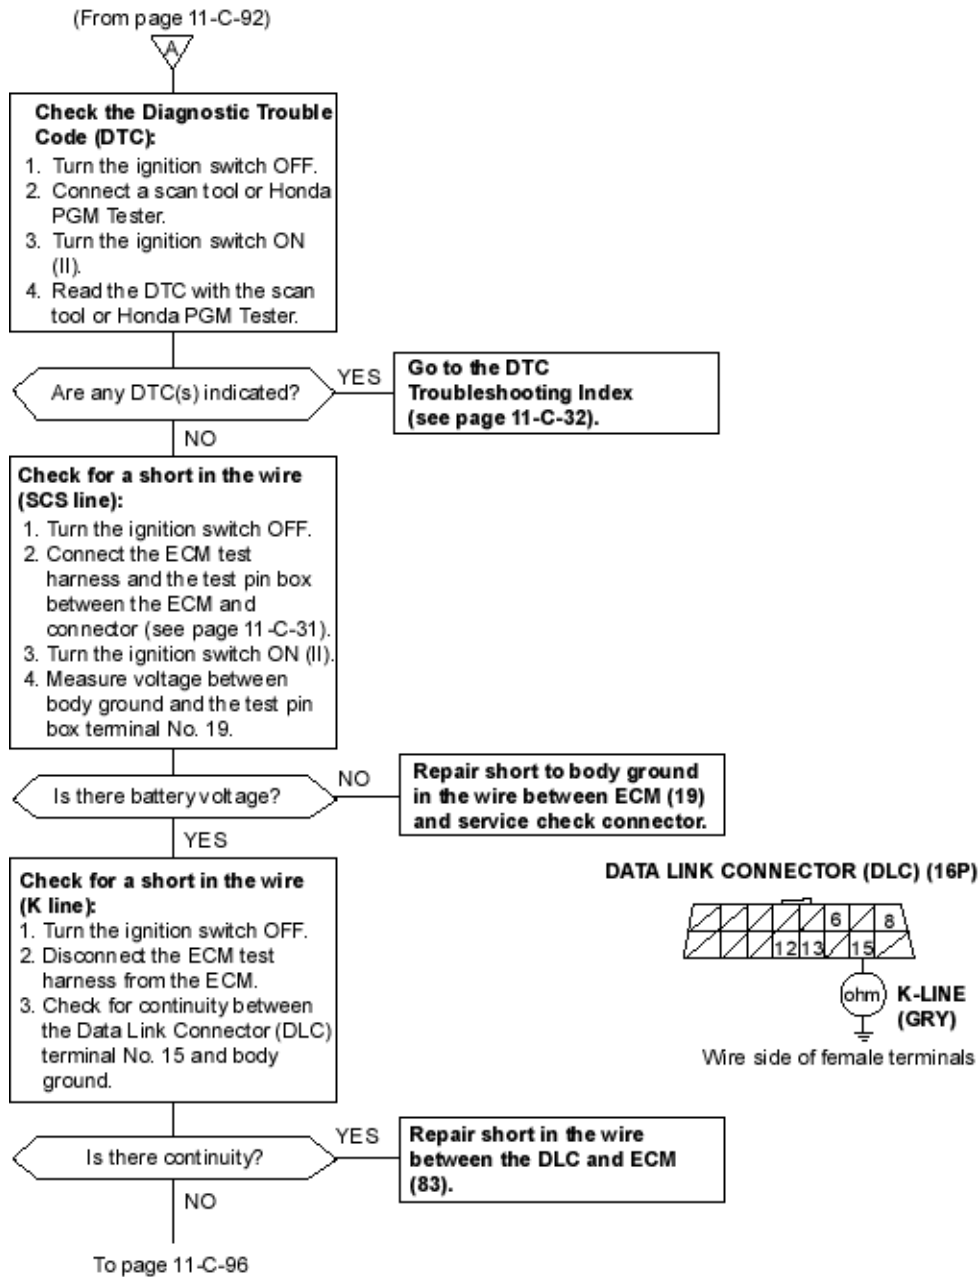 (From page 11-C-92)
A
Check the Diagnostic Trouble
Code (DTC):
1. Turn the ignition switch OFF.
2. Connect a scan tool or Honda
PGM Tester.
3. Turn the ignition switch ON
(II).
4. Read the DTC with the scan
tool or Honda PGM Tester.
Are any DTC(s) indicated?
YES
Go to the DTC
Troubleshooting Index
(see page 11-C-32).
NO
Check for a short in the wire
(SCS line):
1. Turn the ignition switch OFF.
2. Connect the ECM test
harness and the test pin box
between the ECM and
connector (see page 11-C-31).
3. Turn the ignition switch ON (II).
4. Measure voltage between
body ground and the test pin
box terminal No. 19.
Is there battery voltage?
NO
Repair short to body ground
in the wire between ECM (19)
and service check connector.
YES
Check for a short in the wire
(K line):
1. Turn the ignition switch OFF.
2. Disconnect the ECM test
harness from the ECM.
3. Check for continuity between
the Data Link Connector (DLC)
terminal No. 15 and body
ground.
DATA LINK CONNECTOR (DLC) (16P)
6 8
12 13 15
ohm
K-LINE
(GRY)
Wire side of female terminals
Is there continuity?
YES
Repair short in the wire
between the DLC and ECM
(83).
NO
To page 11-C-96